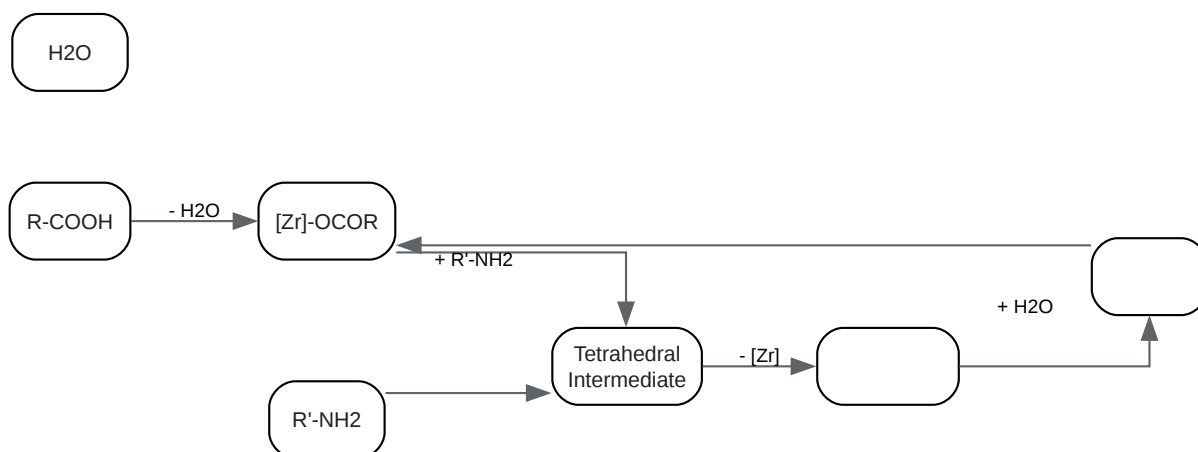 H2O
R-COOH
- H2O
[Zr]-OCOR
+ R'-NH2
+ H2O
Tetrahedral
Intermediate
- [Zr]
R'-NH2